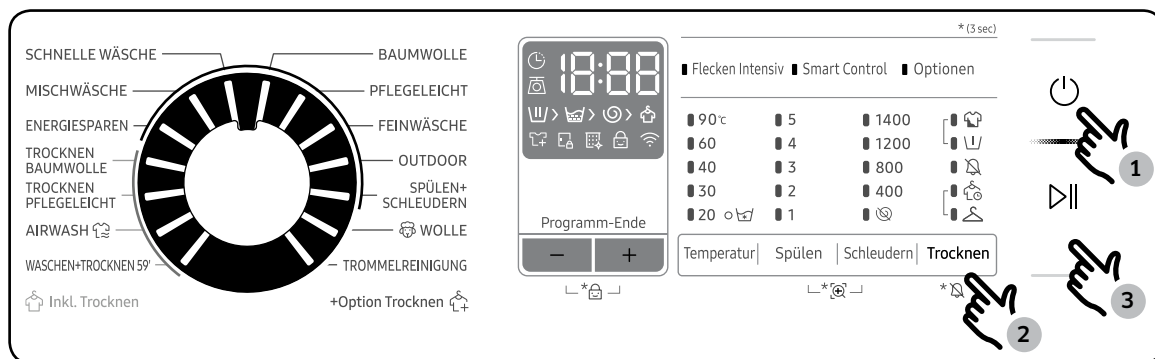 SCHNELLE WÄSCHE
MISCHWÄSCHE
ENERGIESPAREN
TROCKNEN
BAUMWOLLE
TROCKNEN
PFLEGELEICHT
AIRWASH
WASCHEN+TROCKNEN 59'
Inkl. Trocknen
BAUMWOLLE
PFLEGELEICHT
FEINWÄSCHE
OUTDOOR
SPÜLEN+
SCHLEUDERN
WOLLE
TROMMELREINIGUNG
+Option Trocknen
18:88
Programm-Ende
− +
*
* (3 sec)
Flecken Intensiv Smart Control Optionen
90°c 5 1400
60 4 1200
40 3 800
30 2 400
20 1
Temperatur Spülen Schleudern Trocknen
* *
1
2
3